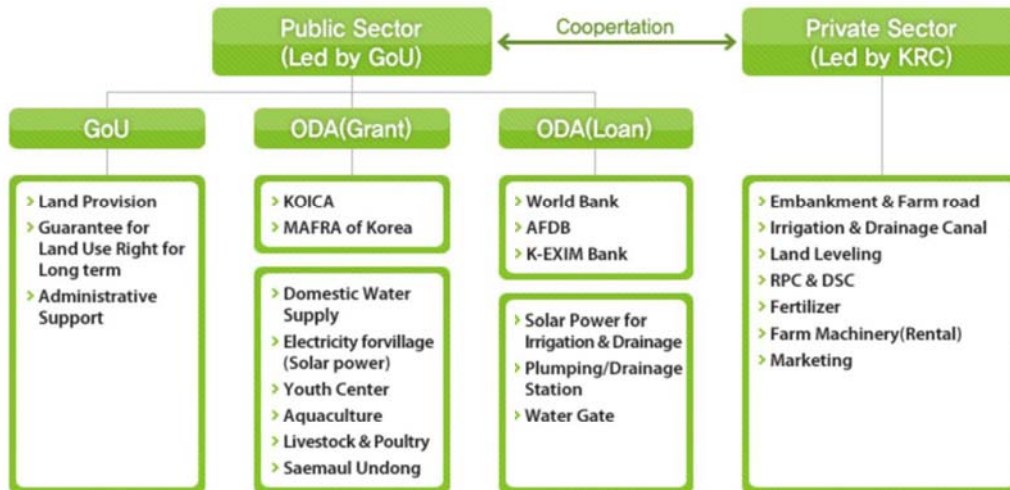 Public Sector
(Led by GoU)
Coopertation
Private Sector
(Led by KRC)
GoU
ODA(Grant)
ODA(Loan)
Land Provision
Guarantee for
Land Use Right for
Long term
Administrative
Support
KOICA
MAFRA of Korea
Domestic Water
Supply
Electricity forvillage
(Solar power)
Youth Center
Aquaculture
Livestock & Poultry
Saemaul Undong
World Bank
AFDB
K-EXIM Bank
Solar Power for
Irrigation & Drainage
Plumping/Drainage
Station
Water Gate
Embankment & Farm road
Irrigation & Drainage Canal
Land Leveling
RPC & DSC
Fertilizer
Farm Machinery(Rental)
Marketing